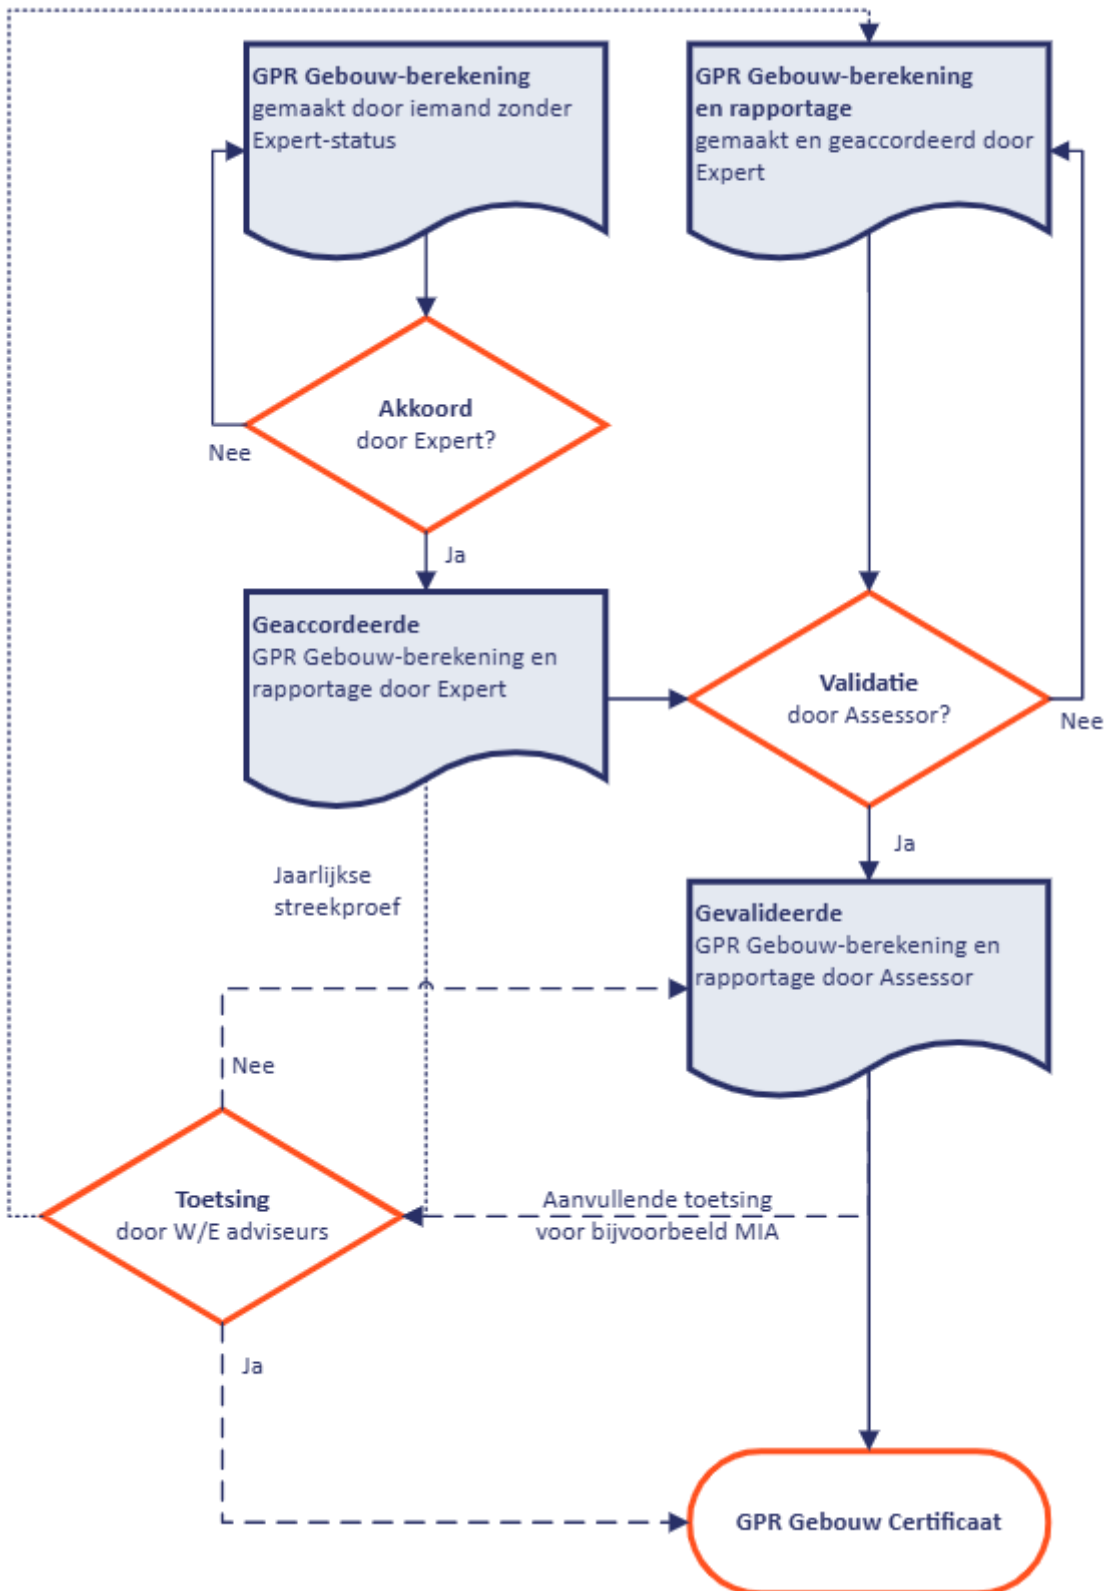 GPR Gebouw-berekening
gemaakt door iemand zonder
Expert-status
GPR Gebouw-berekening
en rapportage
gemaakt en geaccordeerd door
Expert
Akkoord
door Expert?
Nee
Ja
Geaccordeerde
GPR Gebouw-berekening en
rapportage door Expert
Validatie
door Assessor?
Nee
Ja
Jaarlijkse
streekproef
Gevalideerde
GPR Gebouw-berekening en
rapportage door Assessor
Nee
Toetsing
door W/E adviseurs
Aanvullende toetsing
voor bijvoorbeeld MIA
Ja
GPR Gebouw Certificaat